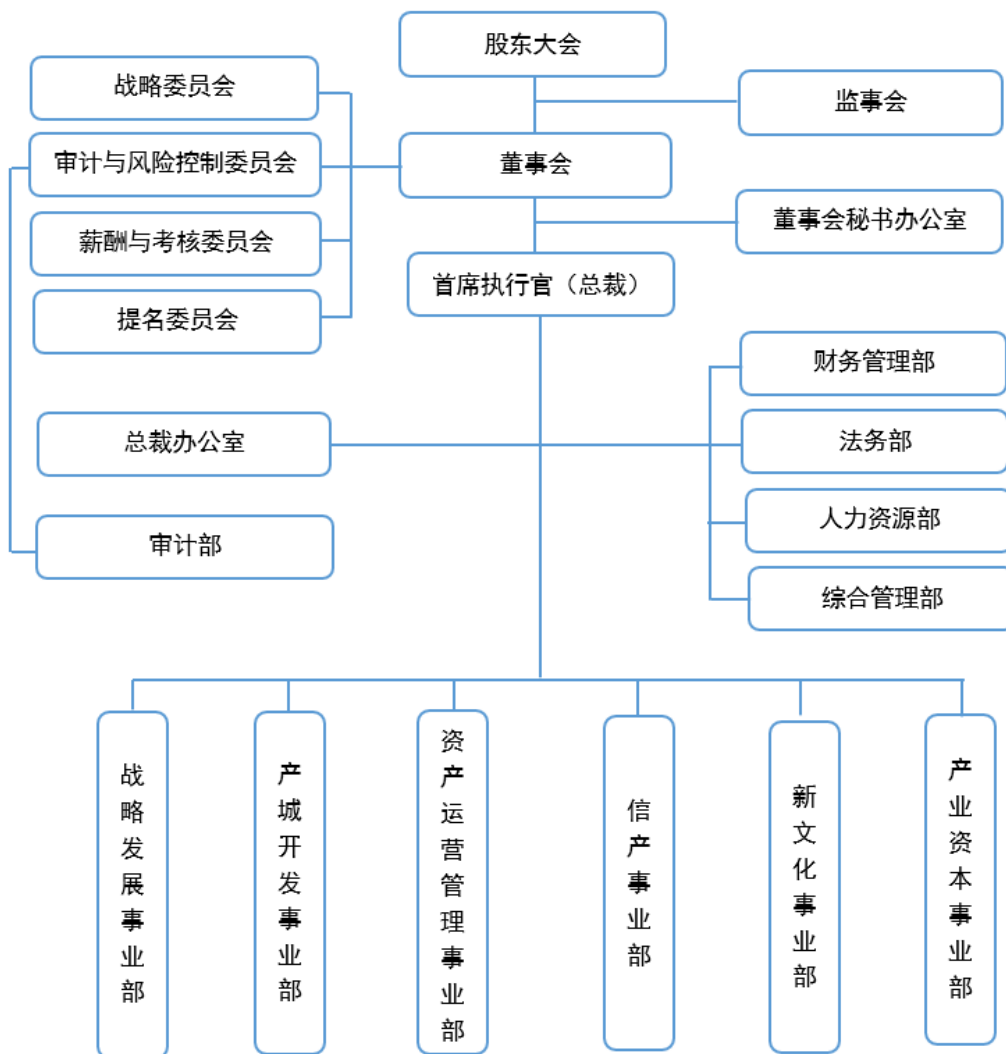 股东大会
战略委员会
监事会
审计与风险控制委员会
董事会
薪酬与考核委员会
董事会秘书办公室
首席执行官（总裁）
提名委员会
财务管理部
总裁办公室
法务部
人力资源部
审计部
综合管理部
战略发展事业部
产城开发事业部
资产运营管理事业部
信产事业部
新文化事业部
产业资本事业部